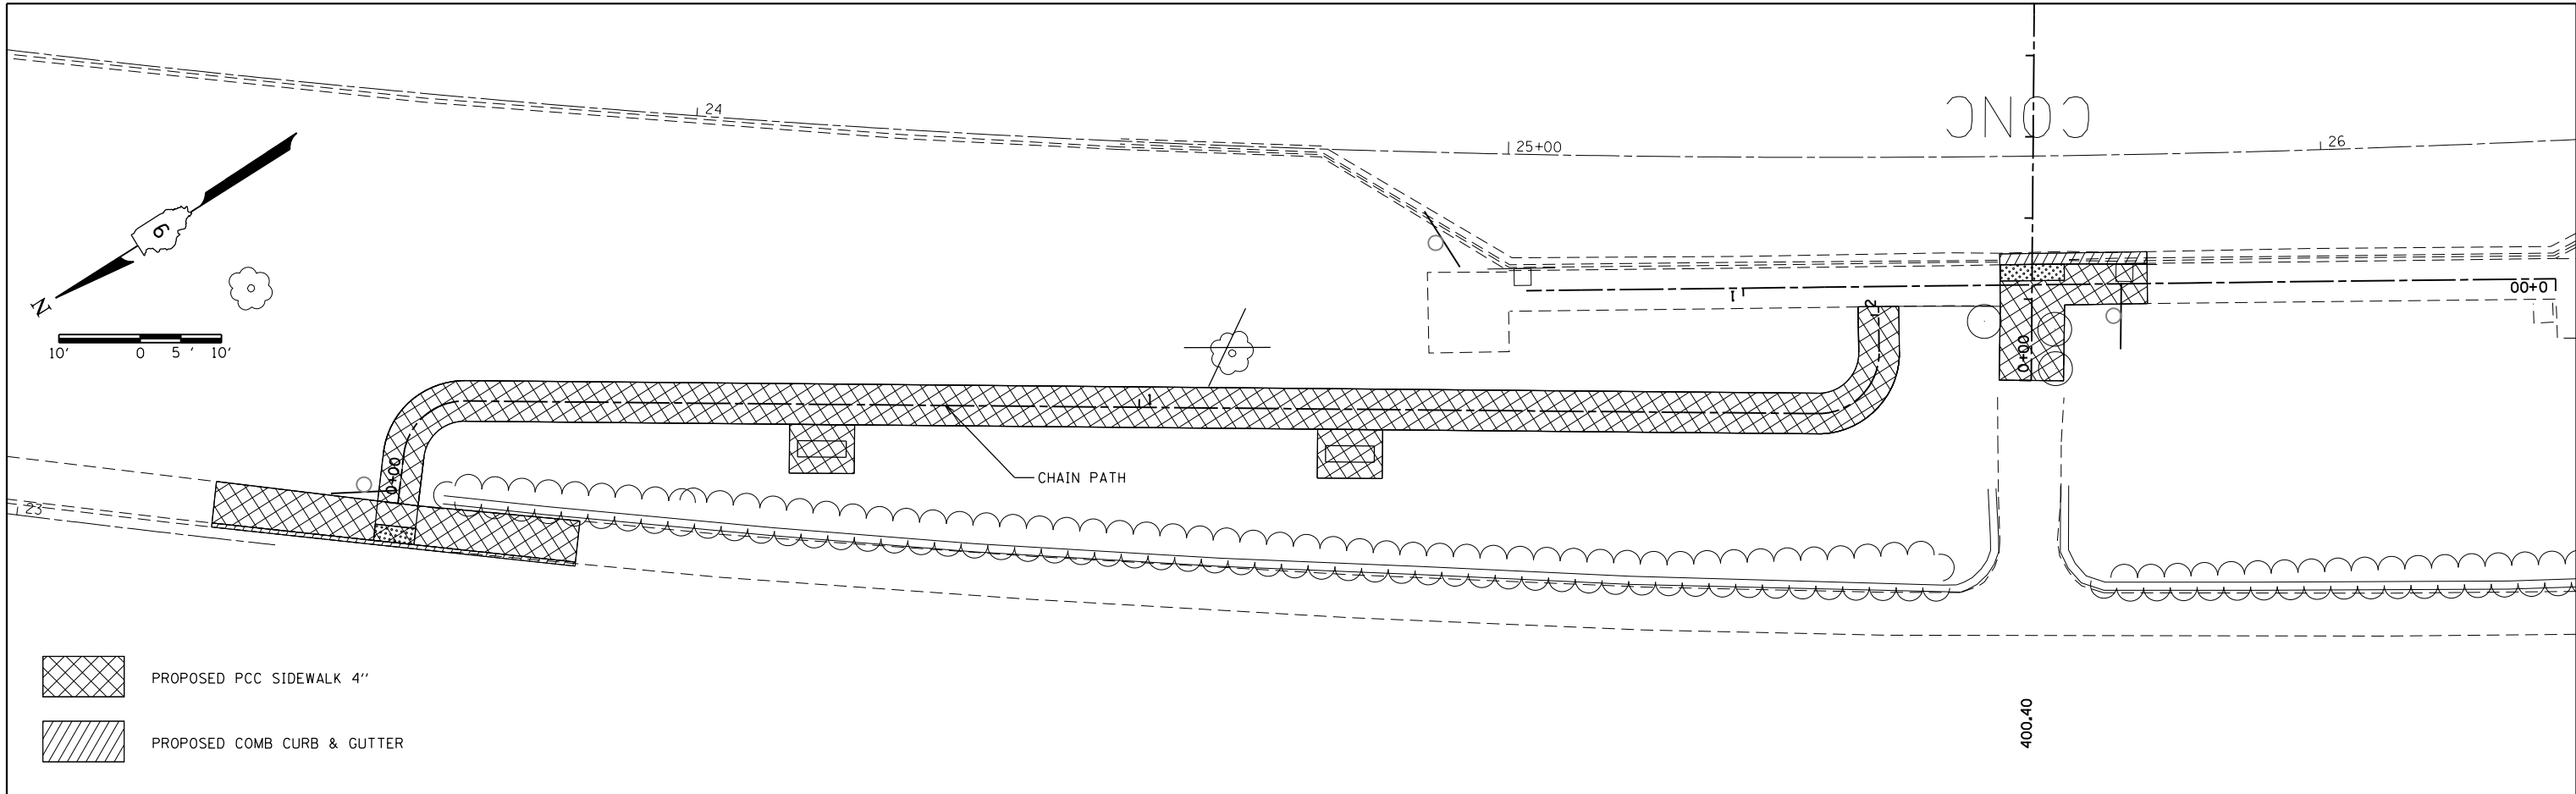 CONC
24
25+00
26
6
N
10' 0 5 ' 10'
1
2
0+00
0+00
1
0+00
CHAIN PATH
23
PROPOSED PCC SIDEWALK 4''
400.40
PROPOSED COMB CURB & GUTTER